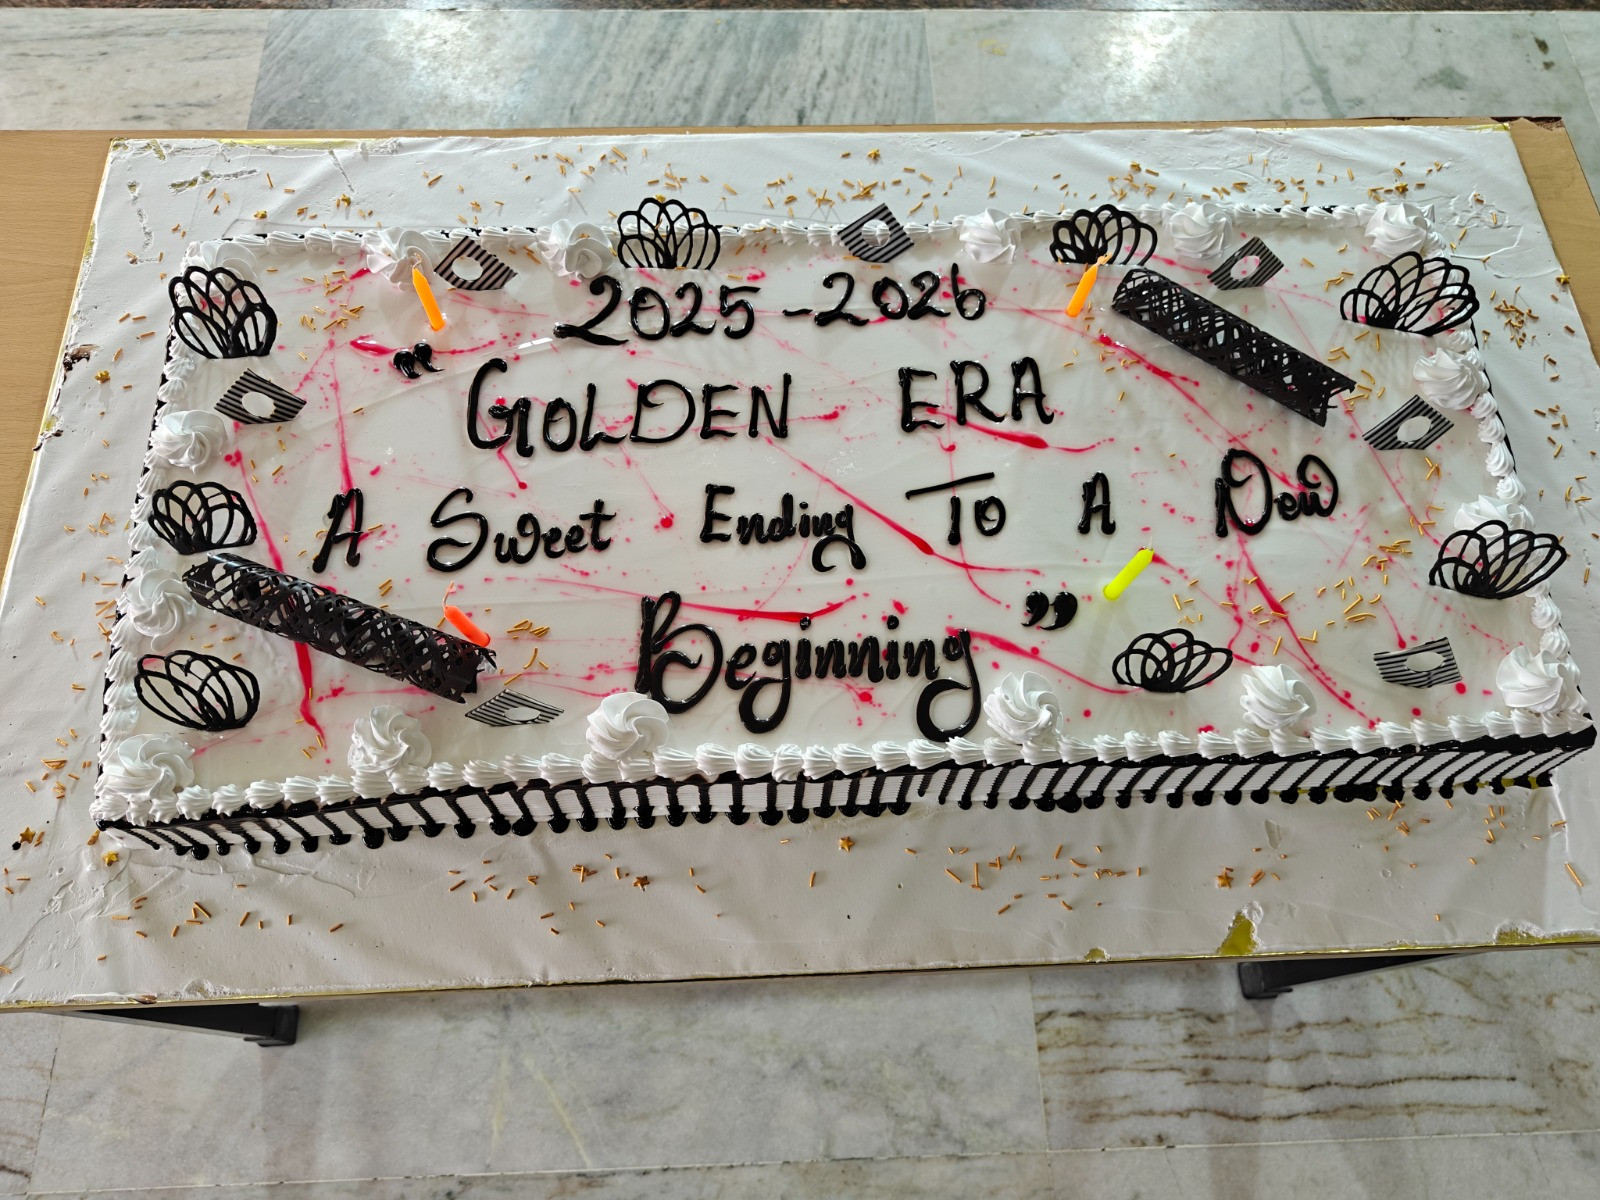 2025-2026
" GOLDEN ERA
A Sweet Ending To A New
Beginning "